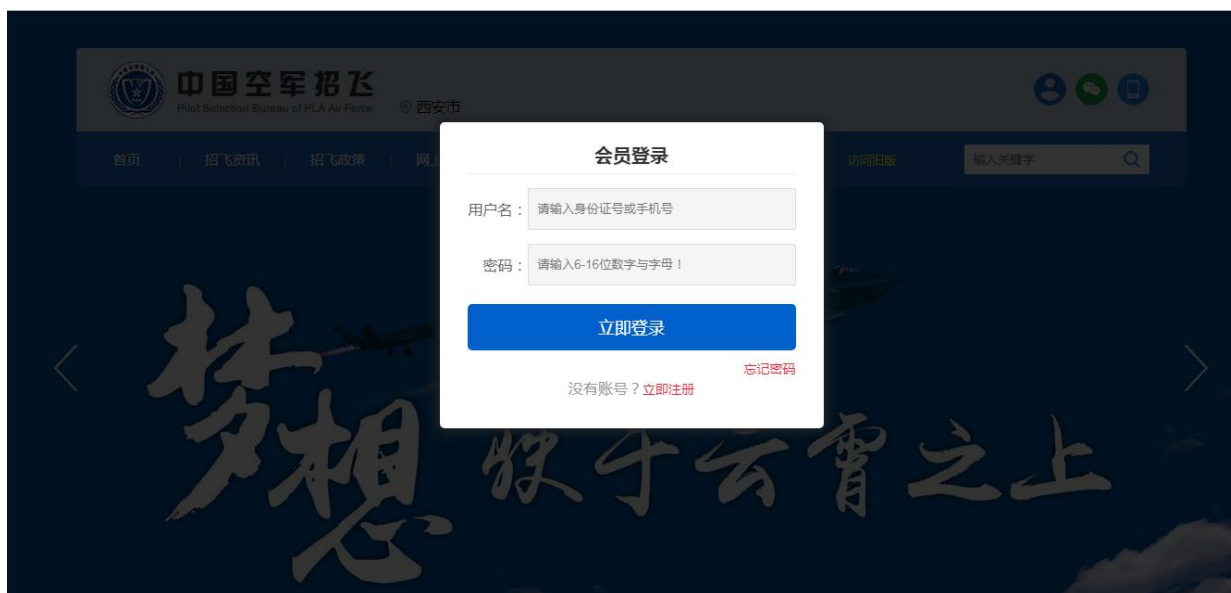 中国空军招飞
Pilot Selection Bureau of PLA Air Force
西安市
首页
招飞资讯
招飞政策
网上
访问旧版
输入关键字
会员登录
用户名：
请输入身份证号或手机号
密码：
请输入6-16位数字与字母！
立即登录
忘记密码
没有账号？立即注册
梦想
驶于云霄之上